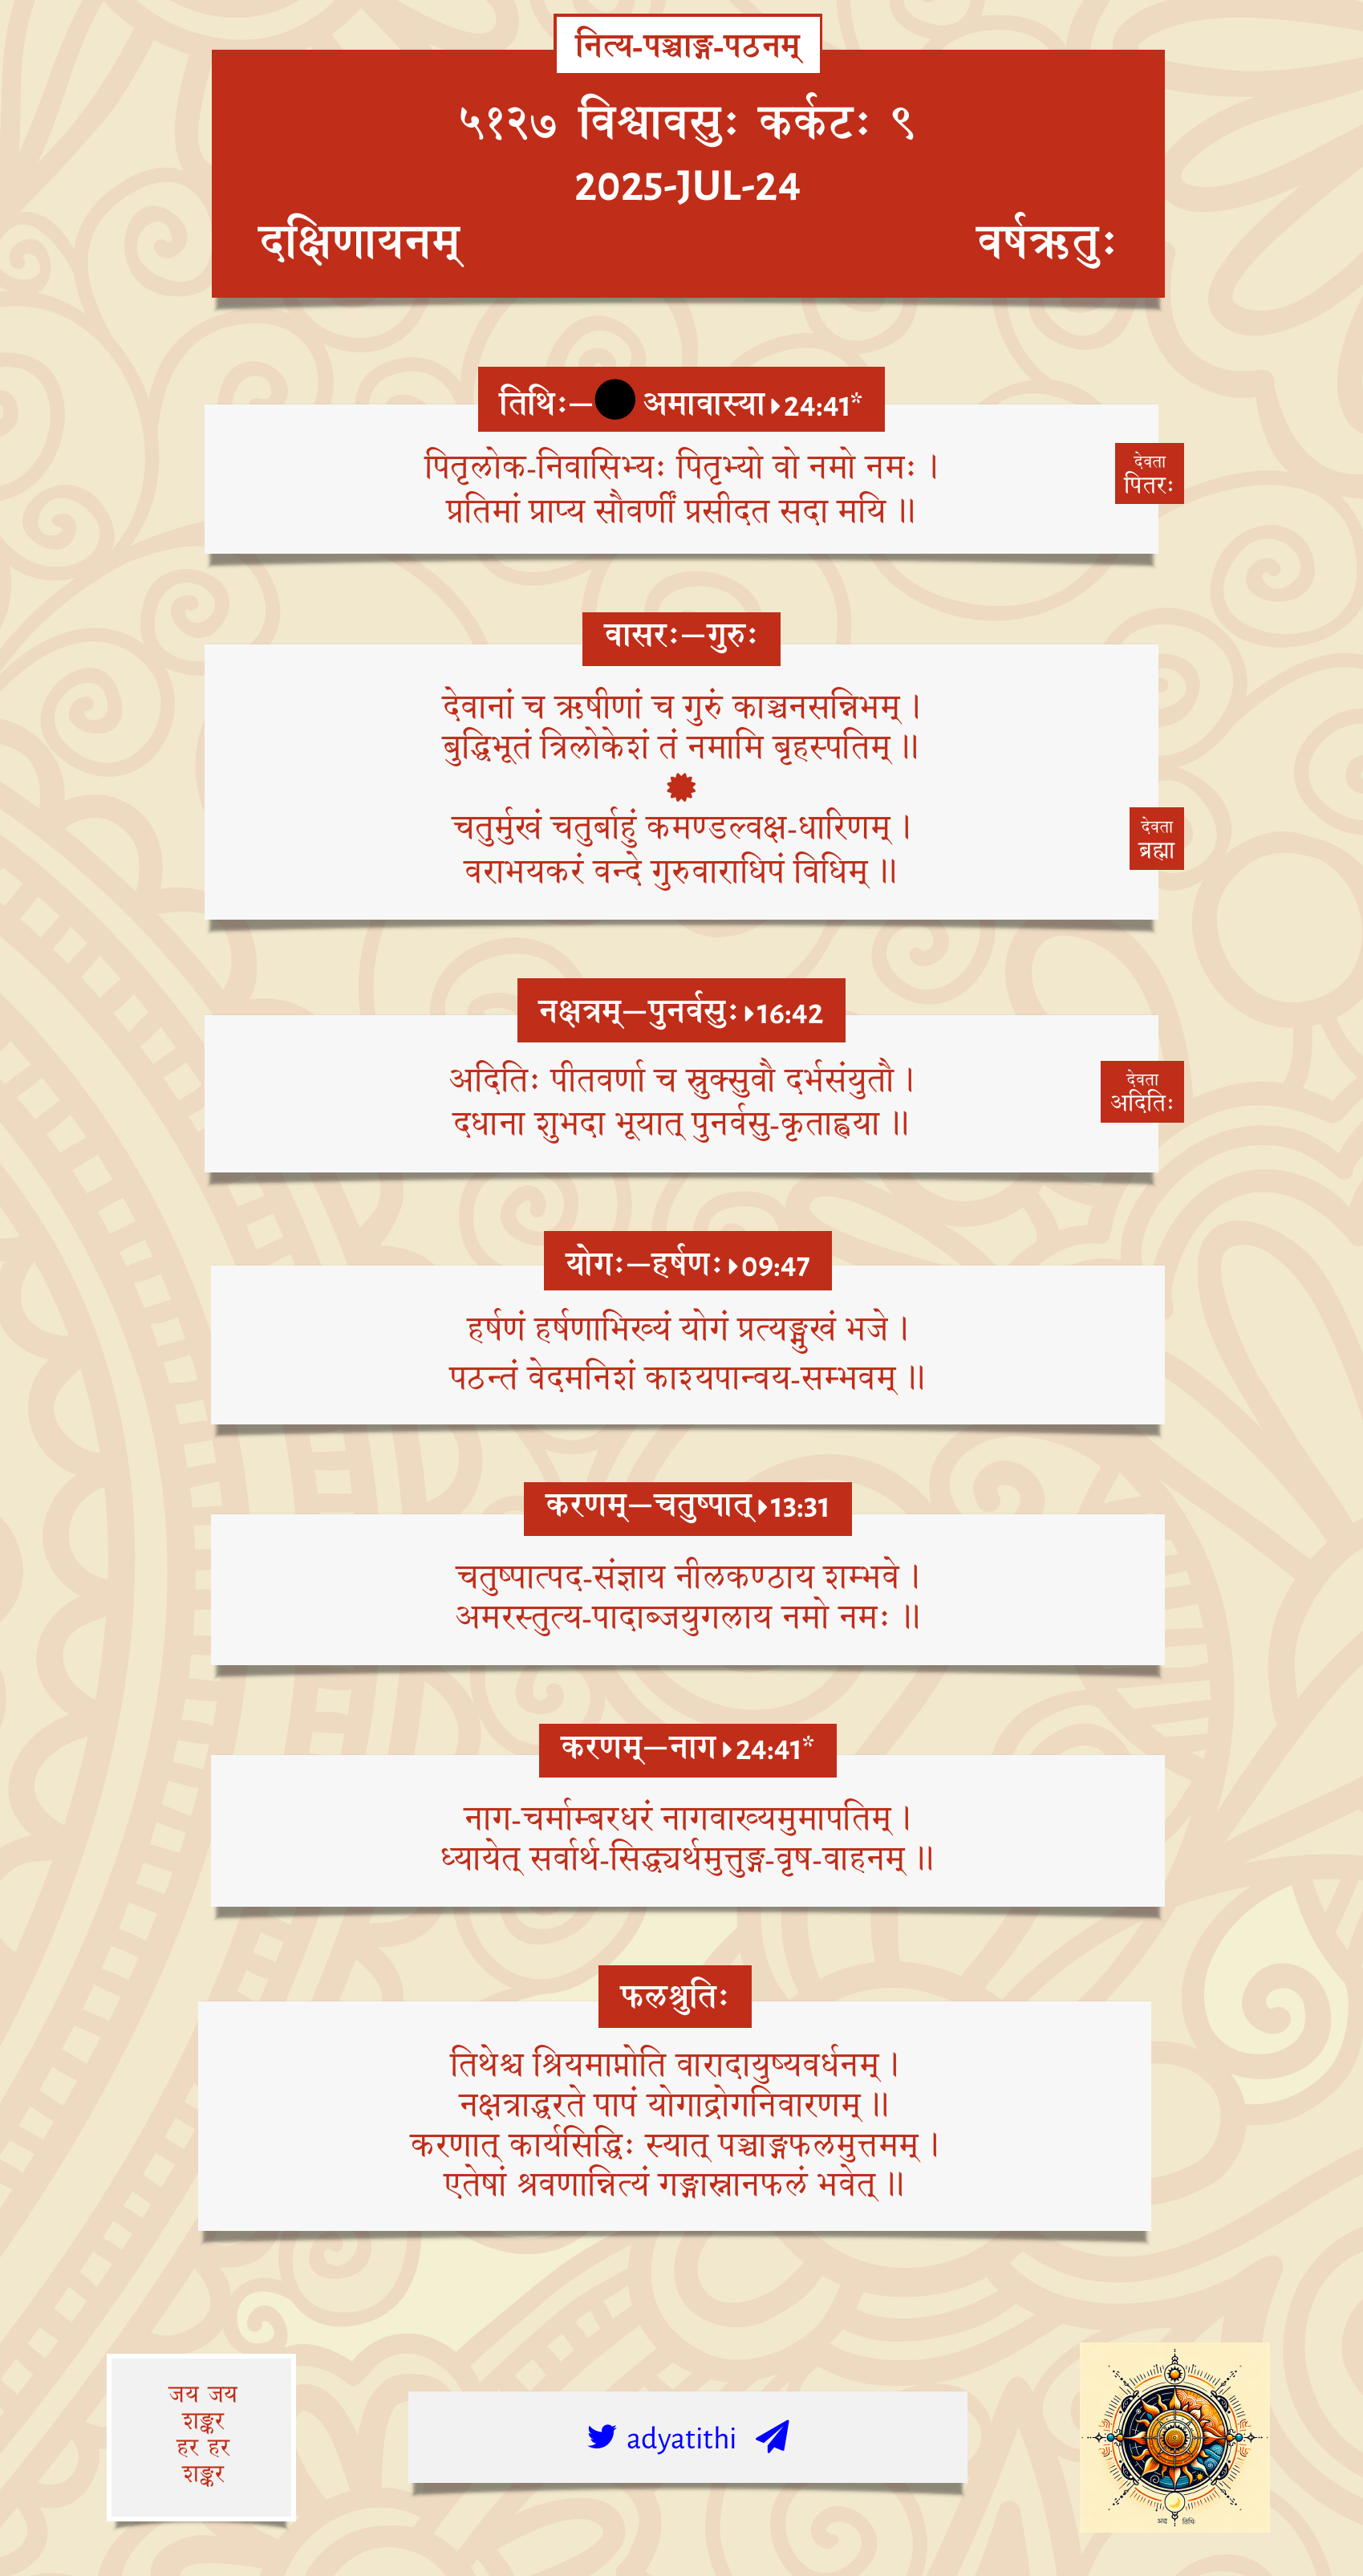 नित्य-पञ्चाङ्ग-पठनम्
५१२७ विश्वावसुः कर्कटः ९
2025-JUL-24
दक्षिणायनम् वर्षऋतुः
तिथिः— अमावास्या 24:41*
पितृलोक-निवासिभ्यः पितृभ्यो वो नमो नमः ।
प्रतिमां प्राप्य सौवर्णीं प्रसीदत सदा मयि ॥
देवता
पितरः
वासरः—गुरुः
देवानां च ऋषीणां च गुरुं काञ्चनसन्निभम् ।
बुद्धिभूतं त्रिलोकेशं तं नमामि बृहस्पतिम् ॥
चतुर्मुखं चतुर्बाहुं कमण्डल्वक्ष-धारिणम् ।
वराभयकरं वन्दे गुरुवाराधिपं विधिम् ॥
देवता
ब्रह्मा
नक्षत्रम्—पुनर्वसुः 16:42
अदितिः पीतवर्णा च स्रुक्सुवौ दर्भसंयुतौ ।
दधाना शुभदा भूयात् पुनर्वसु-कृताह्वया ॥
देवता
अदितिः
योगः—हर्षणः 09:47
हर्षणं हर्षणाभिख्यं योगं प्रत्यङ्मुखं भजे ।
पठन्तं वेदमनिशं काश्यपान्वय-सम्भवम् ॥
करणम्—चतुष्पात् 13:31
चतुष्पात्पद-संज्ञाय नीलकण्ठाय शम्भवे ।
अमरस्तुत्य-पादाब्जयुगलाय नमो नमः ॥
करणम्—नाग 24:41*
नाग-चर्माम्बरधरं नागवाख्यमुमापतिम् ।
ध्यायेत् सर्वार्थ-सिद्ध्यर्थमुत्तुङ्ग-वृष-वाहनम् ॥
फलश्रुतिः
तिथेश्च श्रियमाप्नोति वारादायुष्यवर्धनम् ।
नक्षत्राद्धरते पापं योगाद्रोगनिवारणम् ॥
करणात् कार्यसिद्धिः स्यात् पञ्चाङ्गफलमुत्तमम् ।
एतेषां श्रवणान्नित्यं गङ्गास्नानफलं भवेत् ॥
जय जय
शङ्कर
हर हर
शङ्कर
adyatithi
अद्य तिथिः